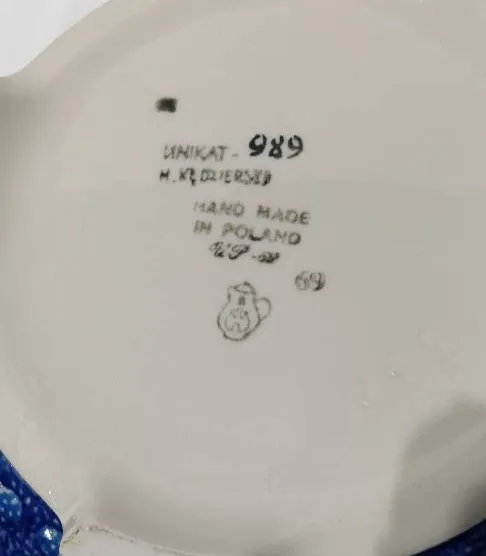 UNIKAT - 989
HAND MADE
IN POLAND
69